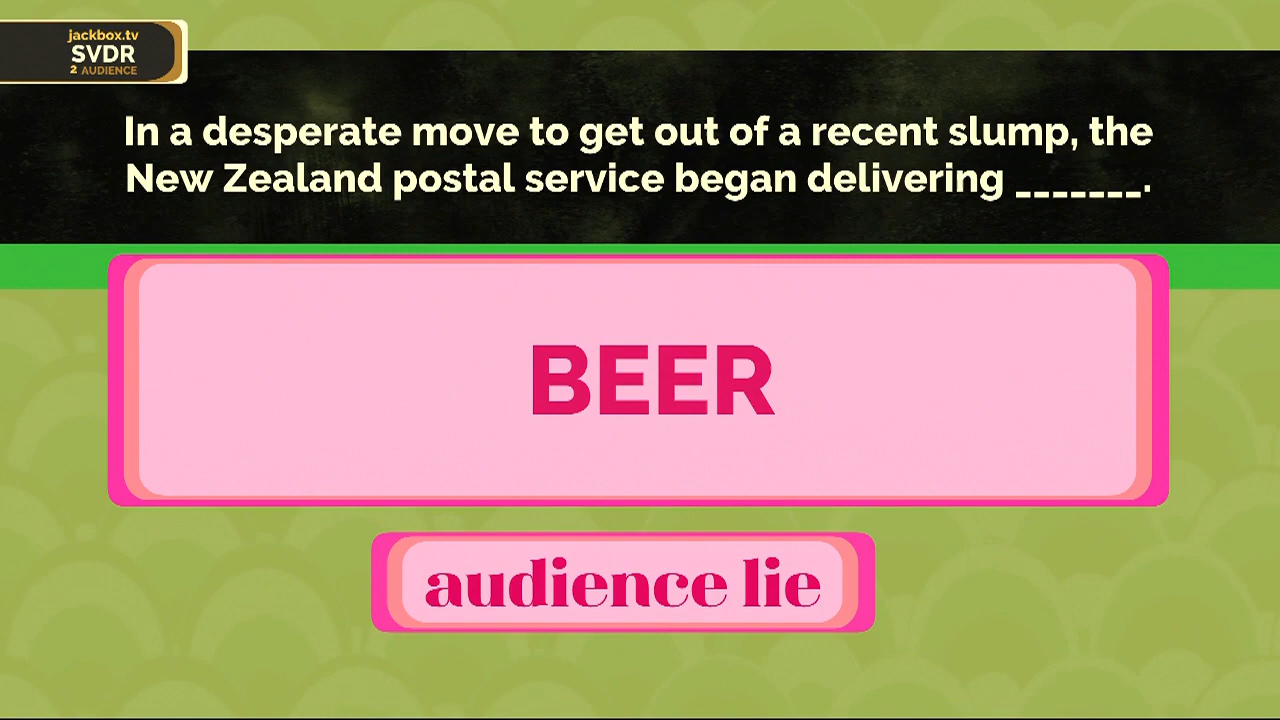 jackbox.tv
SVDR
2 AUDIENCE
In a desperate move to get out of a recent slump, the
New Zealand postal service began delivering _______.
BEER
audience lie